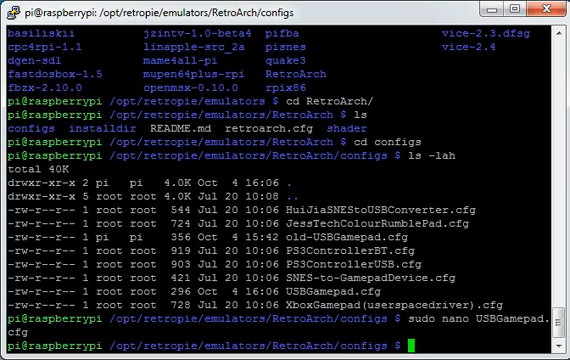 pi@raspberrypi: /opt/retropie/emulators/RetroArch/configs
basiliskii jzintv-1.0-beta4 pifba vice-2.3.dfsg
cpc4rpi-1.1 linapple-src_2a pisnes vice-2.4
dgen-sdl mame4all-pi quake3
fastdosbox-1.5 mupen64plus-rpi RetroArch
fbzx-2.10.0 openmsx-0.10.0 rpix86
pi@raspberrypi /opt/retropie/emulators $ cd RetroArch/
pi@raspberrypi /opt/retropie/emulators/RetroArch $ ls
configs installdir README.md retroarch.cfg shader
pi@raspberrypi /opt/retropie/emulators/RetroArch $ cd configs
pi@raspberrypi /opt/retropie/emulators/RetroArch/configs $ ls -lah
total 40K
drwxr-xr-x 2 pi pi 4.0K Oct 4 16:06 .
drwxr-xr-x 5 root root 4.0K Jul 20 10:08 ..
-rw-r--r-- 1 root root 544 Jul 20 10:06 HuiJiaSNEStoUSBConverter.cfg
-rw-r--r-- 1 root root 724 Jul 20 10:06 JessTechColourRumblePad.cfg
-rw-r--r-- 1 pi pi 356 Oct 4 15:42 old-USBGamepad.cfg
-rw-r--r-- 1 root root 919 Jul 20 10:06 PS3ControllerBT.cfg
-rw-r--r-- 1 root root 903 Jul 20 10:06 PS3ControllerUSB.cfg
-rw-r--r-- 1 root root 421 Jul 20 10:06 SNES-to-GamepadDevice.cfg
-rw-r--r-- 1 root root 296 Oct 4 16:06 USBGamepad.cfg
-rw-r--r-- 1 root root 728 Jul 20 10:06 XboxGamepad(userspacedriver).cfg
pi@raspberrypi /opt/retropie/emulators/RetroArch/configs $ sudo nano USBGamepad.
cfg
pi@raspberrypi /opt/retropie/emulators/RetroArch/configs $